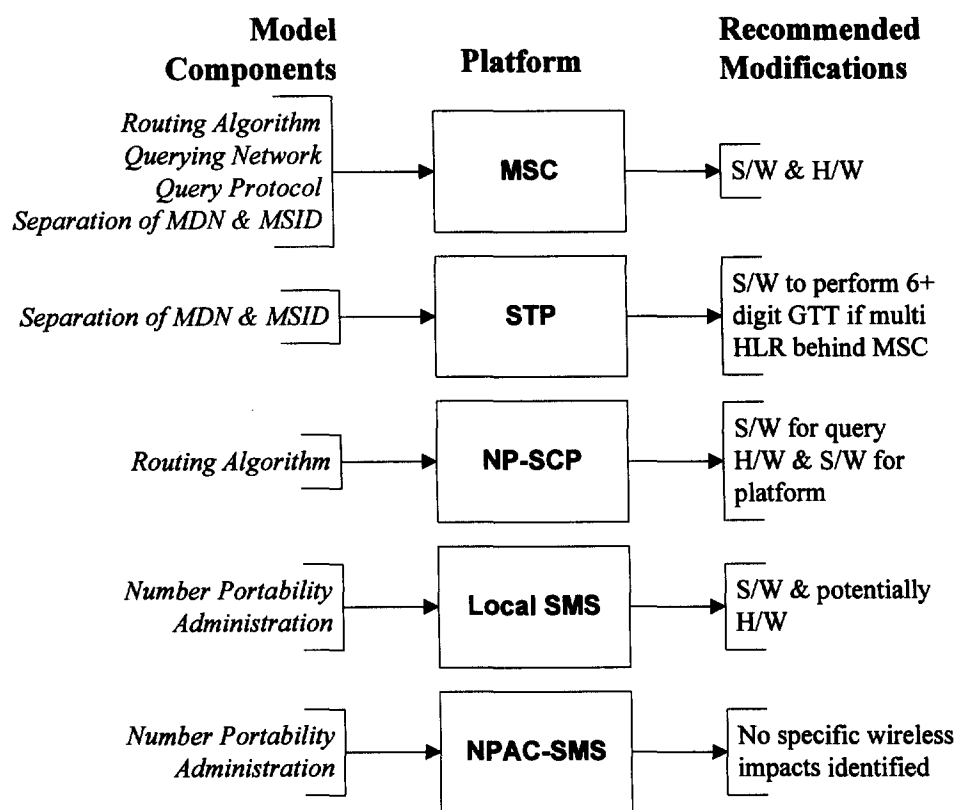 Model
Components
Platform
Recommended
Modifications
Routing Algorithm
Querying Network
Query Protocol
Separation of MDN & MSID
MSC
S/W & H/W
Separation of MDN & MSID
STP
S/W to perform 6+
digit GTT if multi
HLR behind MSC
Routing Algorithm
NP-SCP
S/W for query
H/W & S/W for
platform
Number Portability
Administration
Local SMS
S/W & potentially
H/W
Number Portability
Administration
NPAC-SMS
No specific wireless
impacts identified